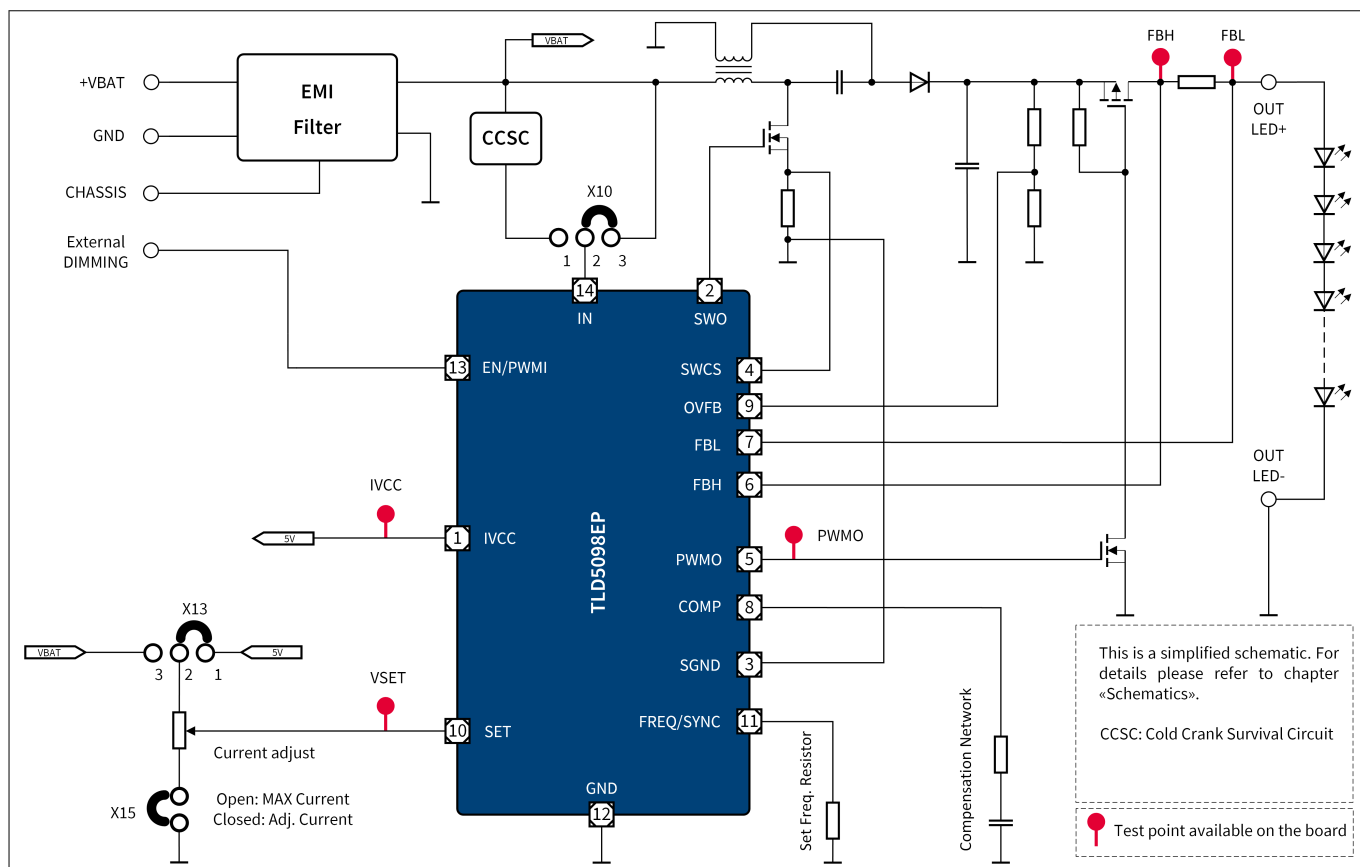 VBAT
FBH
FBL
+VBAT
EMI
Filter
GND
CCSC
OUT
LED+
CHASSIS
X10
External
DIMMING
1
2
3
14
2
IN
SWO
13
EN/PWMI
SWCS
4
OVFB
9
FBL
7
FBH
6
OUT
LED-
IVCC
5V
1
IVCC
TLD5098EP
PWMO
PWMO
5
COMP
8
X13
VBAT
5V
3
2
1
SGND
3
VSET
10
SET
FREQ/SYNC
11
Current adjust
X15
Open: MAX Current
Closed: Adj. Current
GND
12
Set Freq. Resistor
Compensation Network
This is a simplified schematic. For
details please refer to chapter
«Schematics».
CCSC: Cold Crank Survival Circuit
Test point available on the board